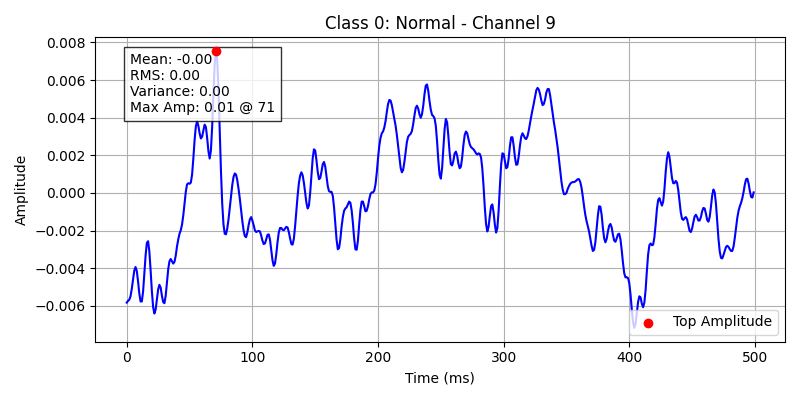 Class 0: Normal - Channel 9
0.008
0.006
0.004
0.002
0.000
−0.002
−0.004
−0.006
Amplitude
Mean: -0.00
RMS: 0.00
Variance: 0.00
Max Amp: 0.01 @ 71
Top Amplitude
0 100 200 300 400 500
Time (ms)